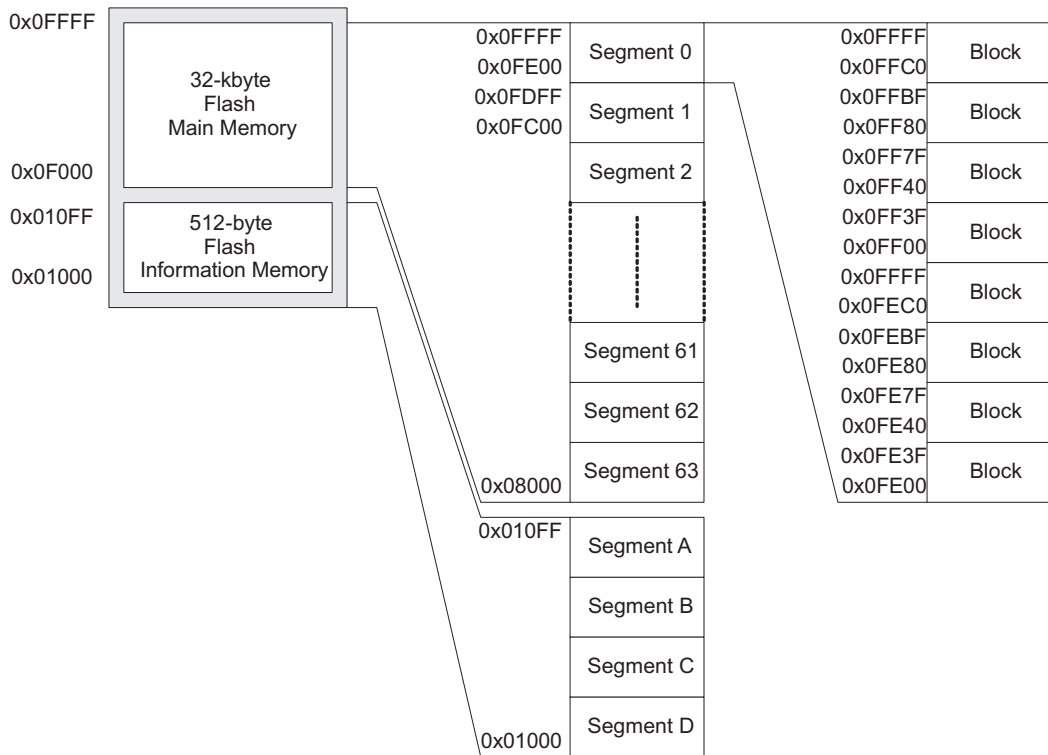 0x0FFFF
32-kbyte
Flash
Main Memory
0x0F000
0x010FF
512-byte
Flash
Information Memory
0x01000
0x0FFFF
Segment 0
0x0FE00
0x0FDFF
Segment 1
0x0FC00
Segment 2
Segment 61
Segment 62
Segment 63
0x08000
0x010FF
Segment A
Segment B
Segment C
Segment D
0x01000
0x0FFFF
Block
0x0FFC0
0x0FFBF
Block
0x0FF80
0x0FF7F
Block
0x0FF40
0x0FF3F
Block
0x0FF00
0x0FFFF
Block
0x0FEC0
0x0FEBF
Block
0x0FE80
0x0FE7F
Block
0x0FE40
0x0FE3F
Block
0x0FE00